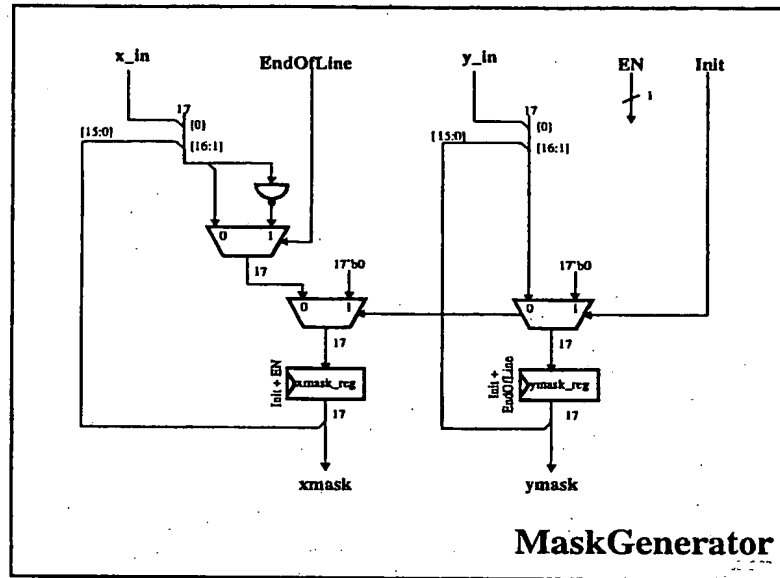 x_in
EndOfLine
y_in
EN
Init
17
{0}
[15:0]
[16:1]
17
{0}
[15:0]
[16:1]
1
0 1
17
17'b0
17'b0
0 1
0 1
17
17
Init + EN
xmask_reg
Init +
EndOfLine
ymask_reg
17
17
xmask
ymask
MaskGenerator